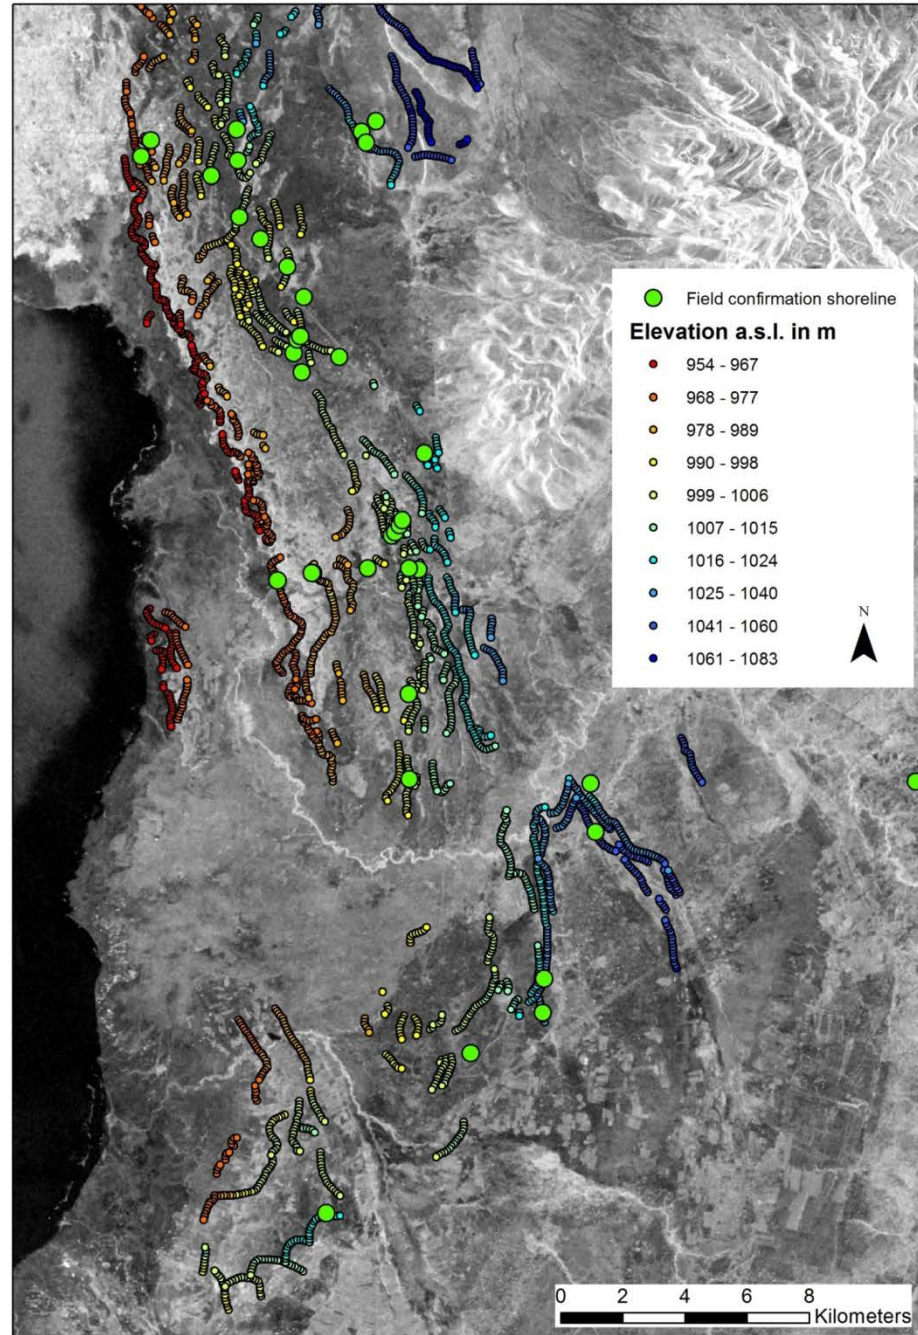 Field confirmation shoreline
Elevation a.s.l. in m
954 - 967
968 - 977
978 - 989
990 - 998
999 - 1006
1007 - 1015
1016 - 1024
1025 - 1040
1041 - 1060
1061 - 1083
N
0 2 4 6 8
Kilometers